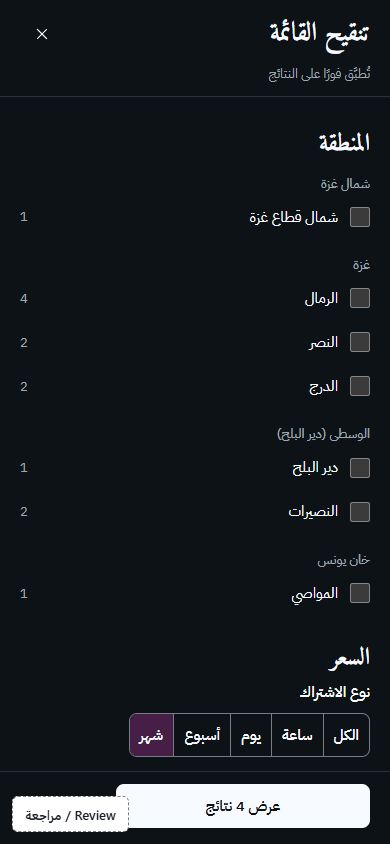 تنقيح القائمة
تُطبَّق فورًا على النتائج
المنطقة
شمال غزة
شمال قطاع غزة 1
غزة
الرمال 4
النصر 2
الدرج 2
الوسطى (دير البلح)
دير البلح 1
النصيرات 2
خان يونس
المواصي 1
السعر
نوع الاشتراك
الكل ساعة يوم أسبوع شهر
عرض 4 نتائج
Review / مراجعة